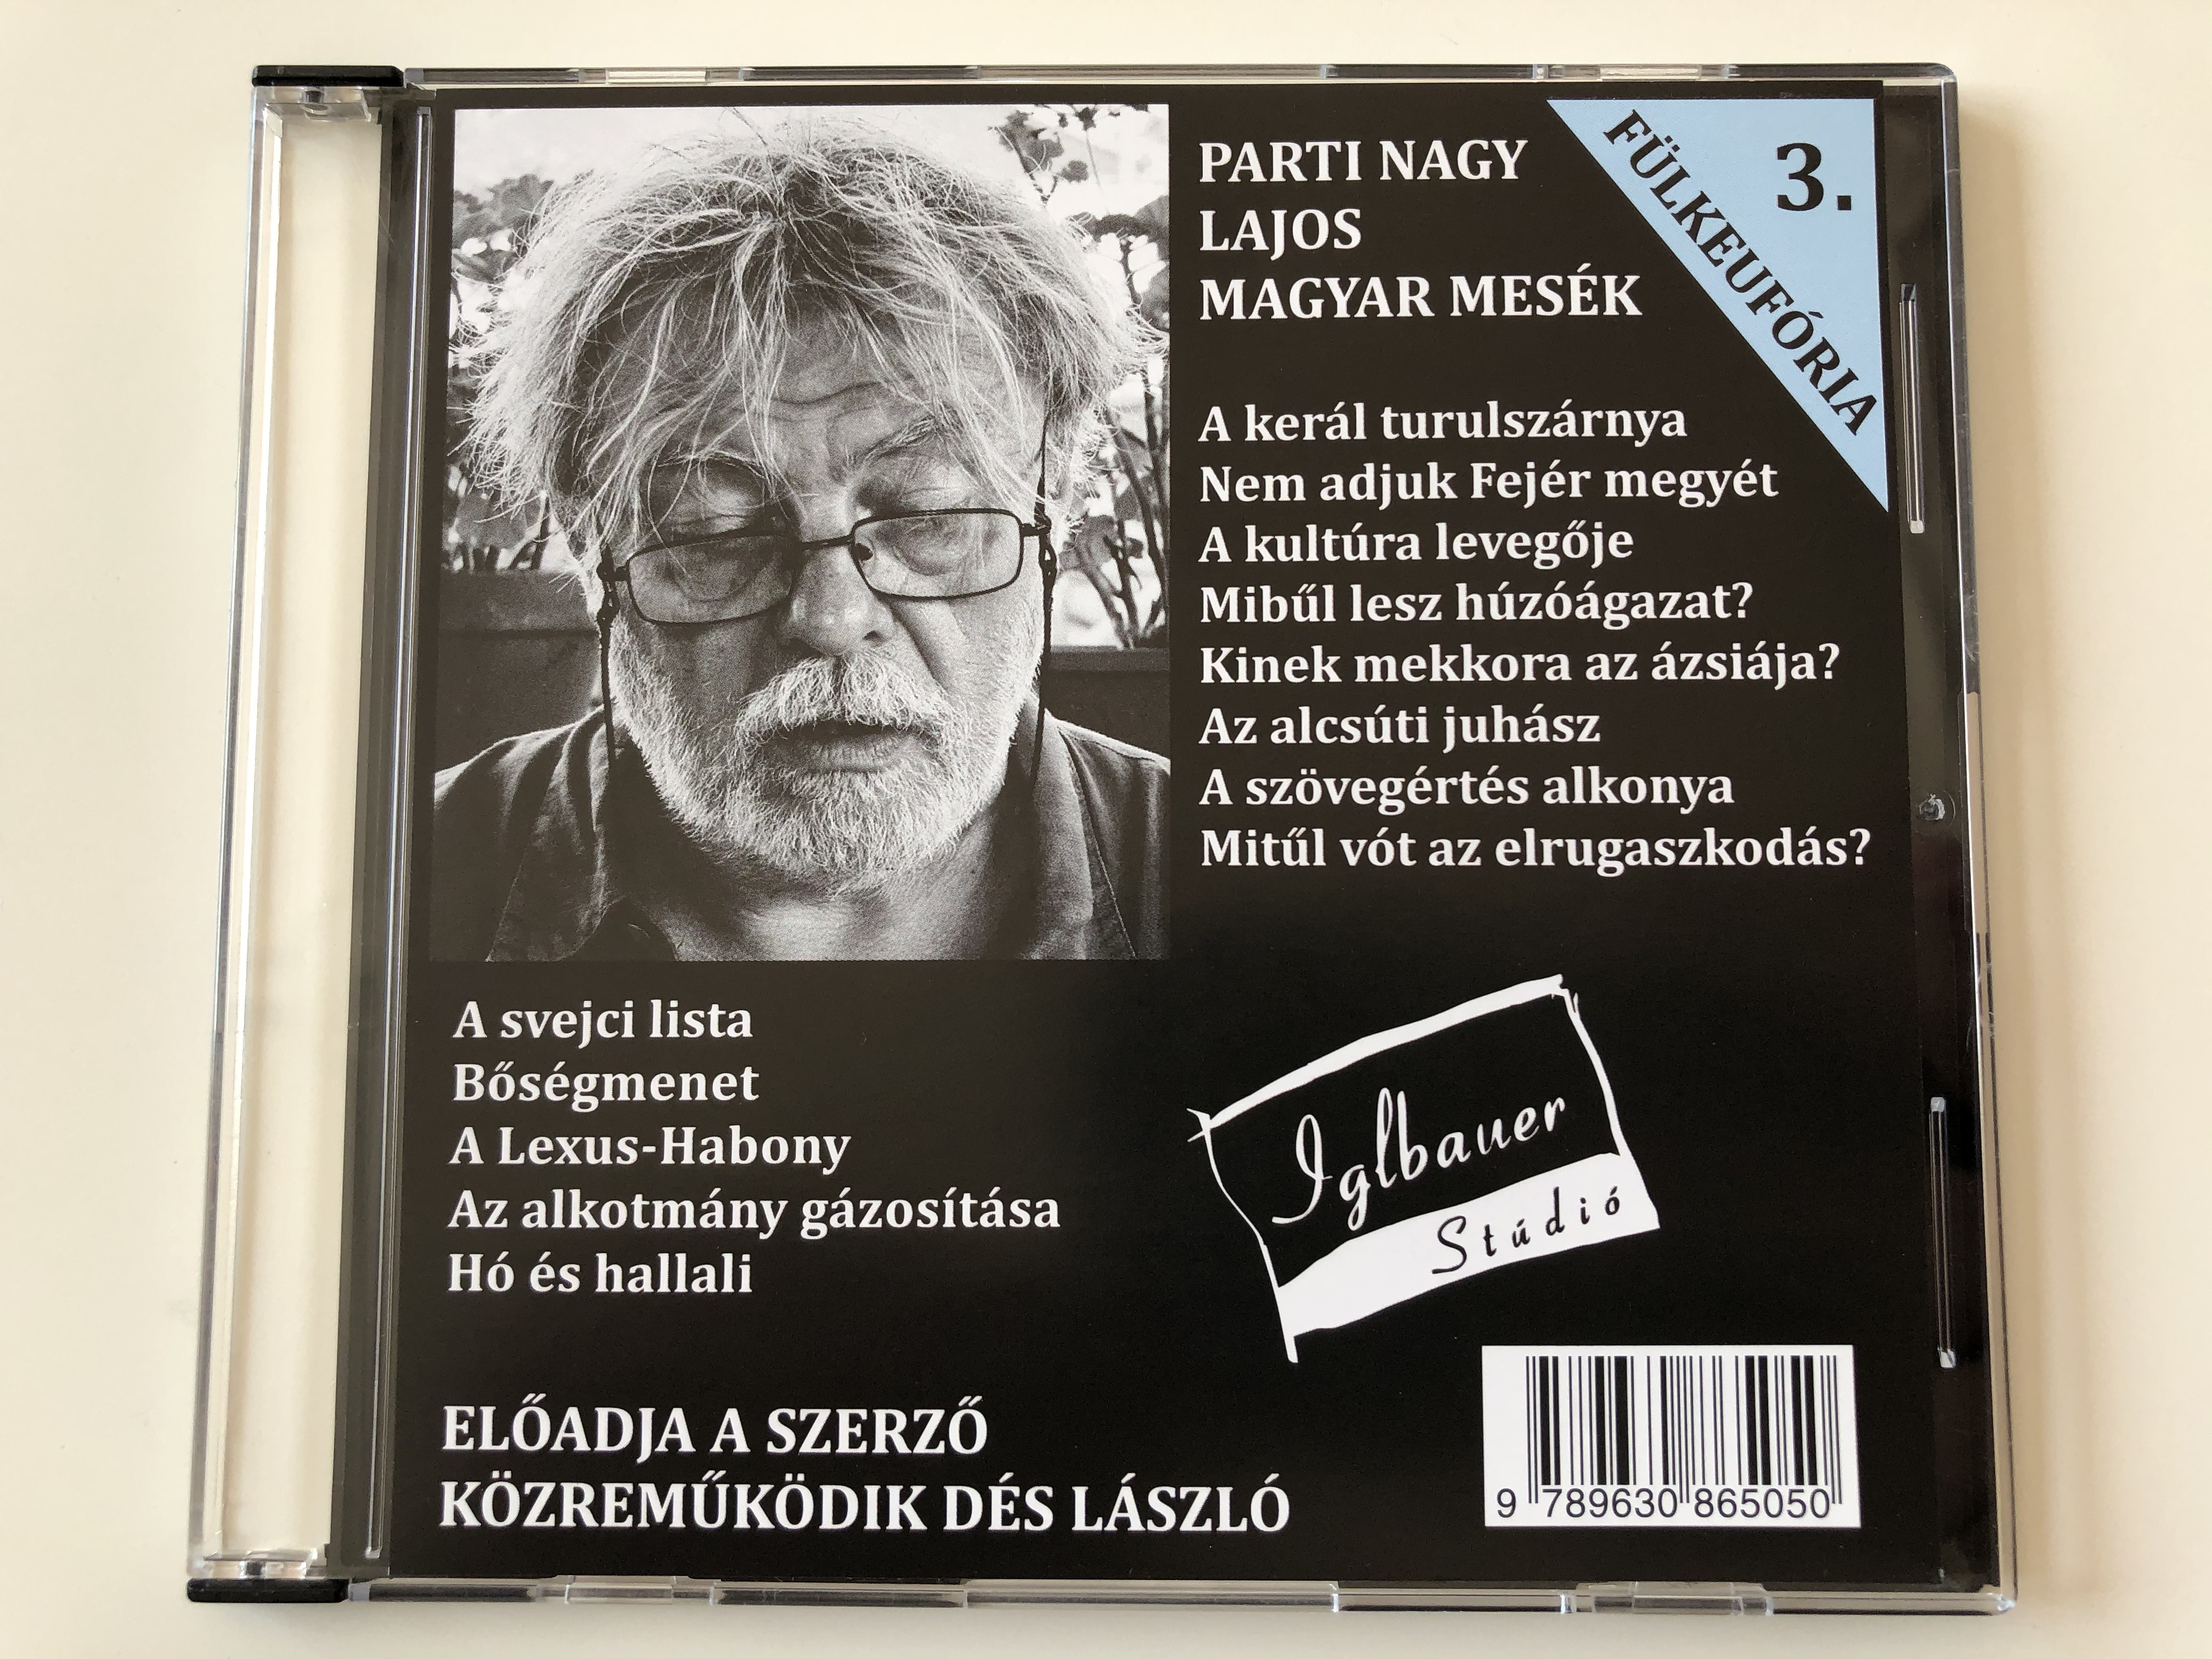 PARTI NAGY
LAJOS
MAGYAR MESÉK
3.
FÜLKEUFÓRIA
A kerál turulszárnya
Nem adjuk Fejér megyét
A kultúra levegője
Mibűl lesz húzóágazat?
Kinek mekkora az ázsiája?
Az alcsúti juhász
A szövegértés alkonya
Mitűl vót az elrugaszkodás?
A svejci lista
Bőségmenet
A Lexus-Habony
Az alkotmány gázosítása
Hó és hallali
Iglbauer
Stúdió
ELŐADJA A SZERZŐ
KÖZREMŰKÖDIK DÉS LÁSZLÓ
9 789630 865050